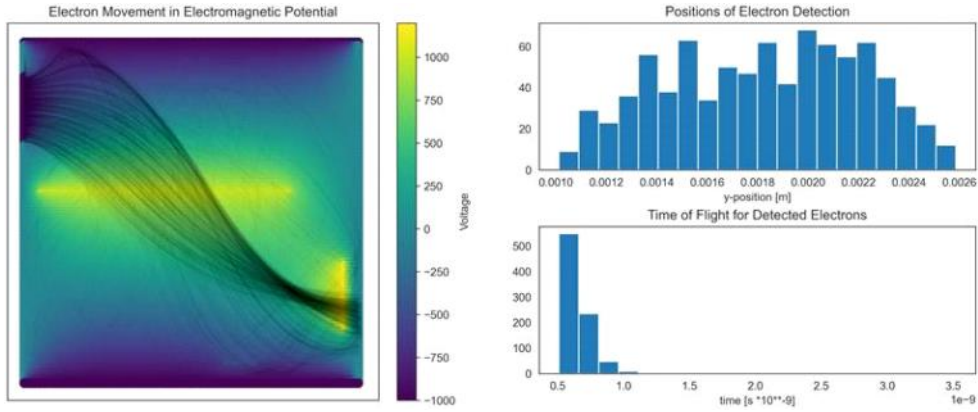 Electron Movement in Electromagnetic Potential
1000
750
500
250
0
−250
−500
−750
−1000
Voltage
Positions of Electron Detection
60
40
20
0
0.0010 0.0012 0.0014 0.0016 0.0018 0.0020 0.0022 0.0024 0.0026
y-position [m]
Time of Flight for Detected Electrons
500
400
300
200
100
0
0.5 1.0 1.5 2.0 2.5 3.0 3.5
time [s *10**-9] 1e−9